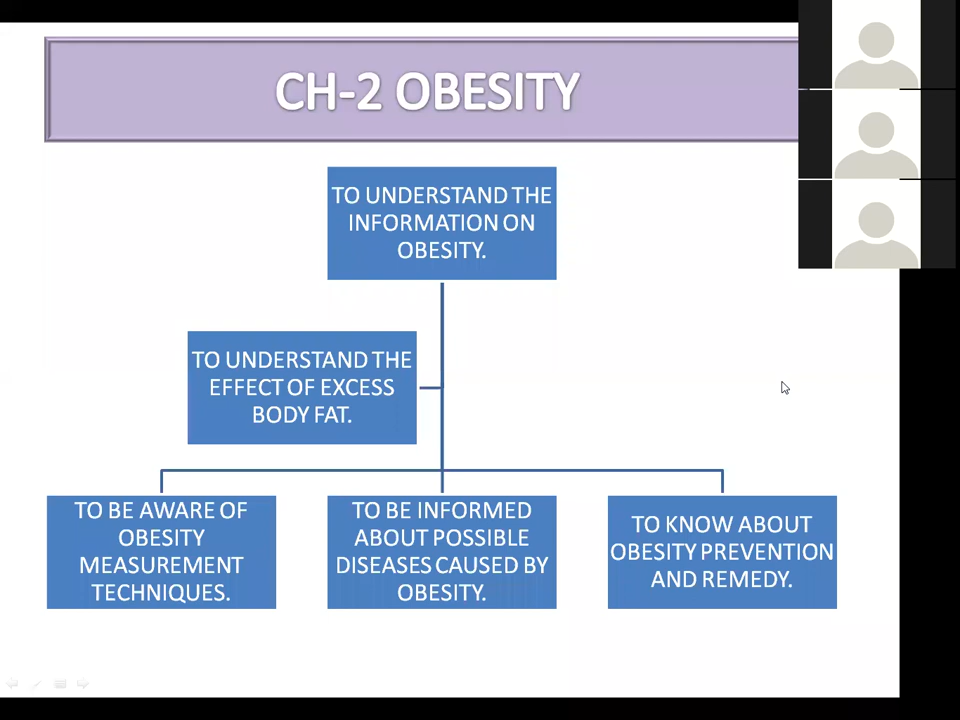 CH-2 OBESITY
TO UNDERSTAND THE
INFORMATION ON
OBESITY.
TO UNDERSTAND THE
EFFECT OF EXCESS
BODY FAT.
TO BE AWARE OF
OBESITY
MEASUREMENT
TECHNIQUES.
TO BE INFORMED
ABOUT POSSIBLE
DISEASES CAUSED BY
OBESITY.
TO KNOW ABOUT
OBESITY PREVENTION
AND REMEDY.